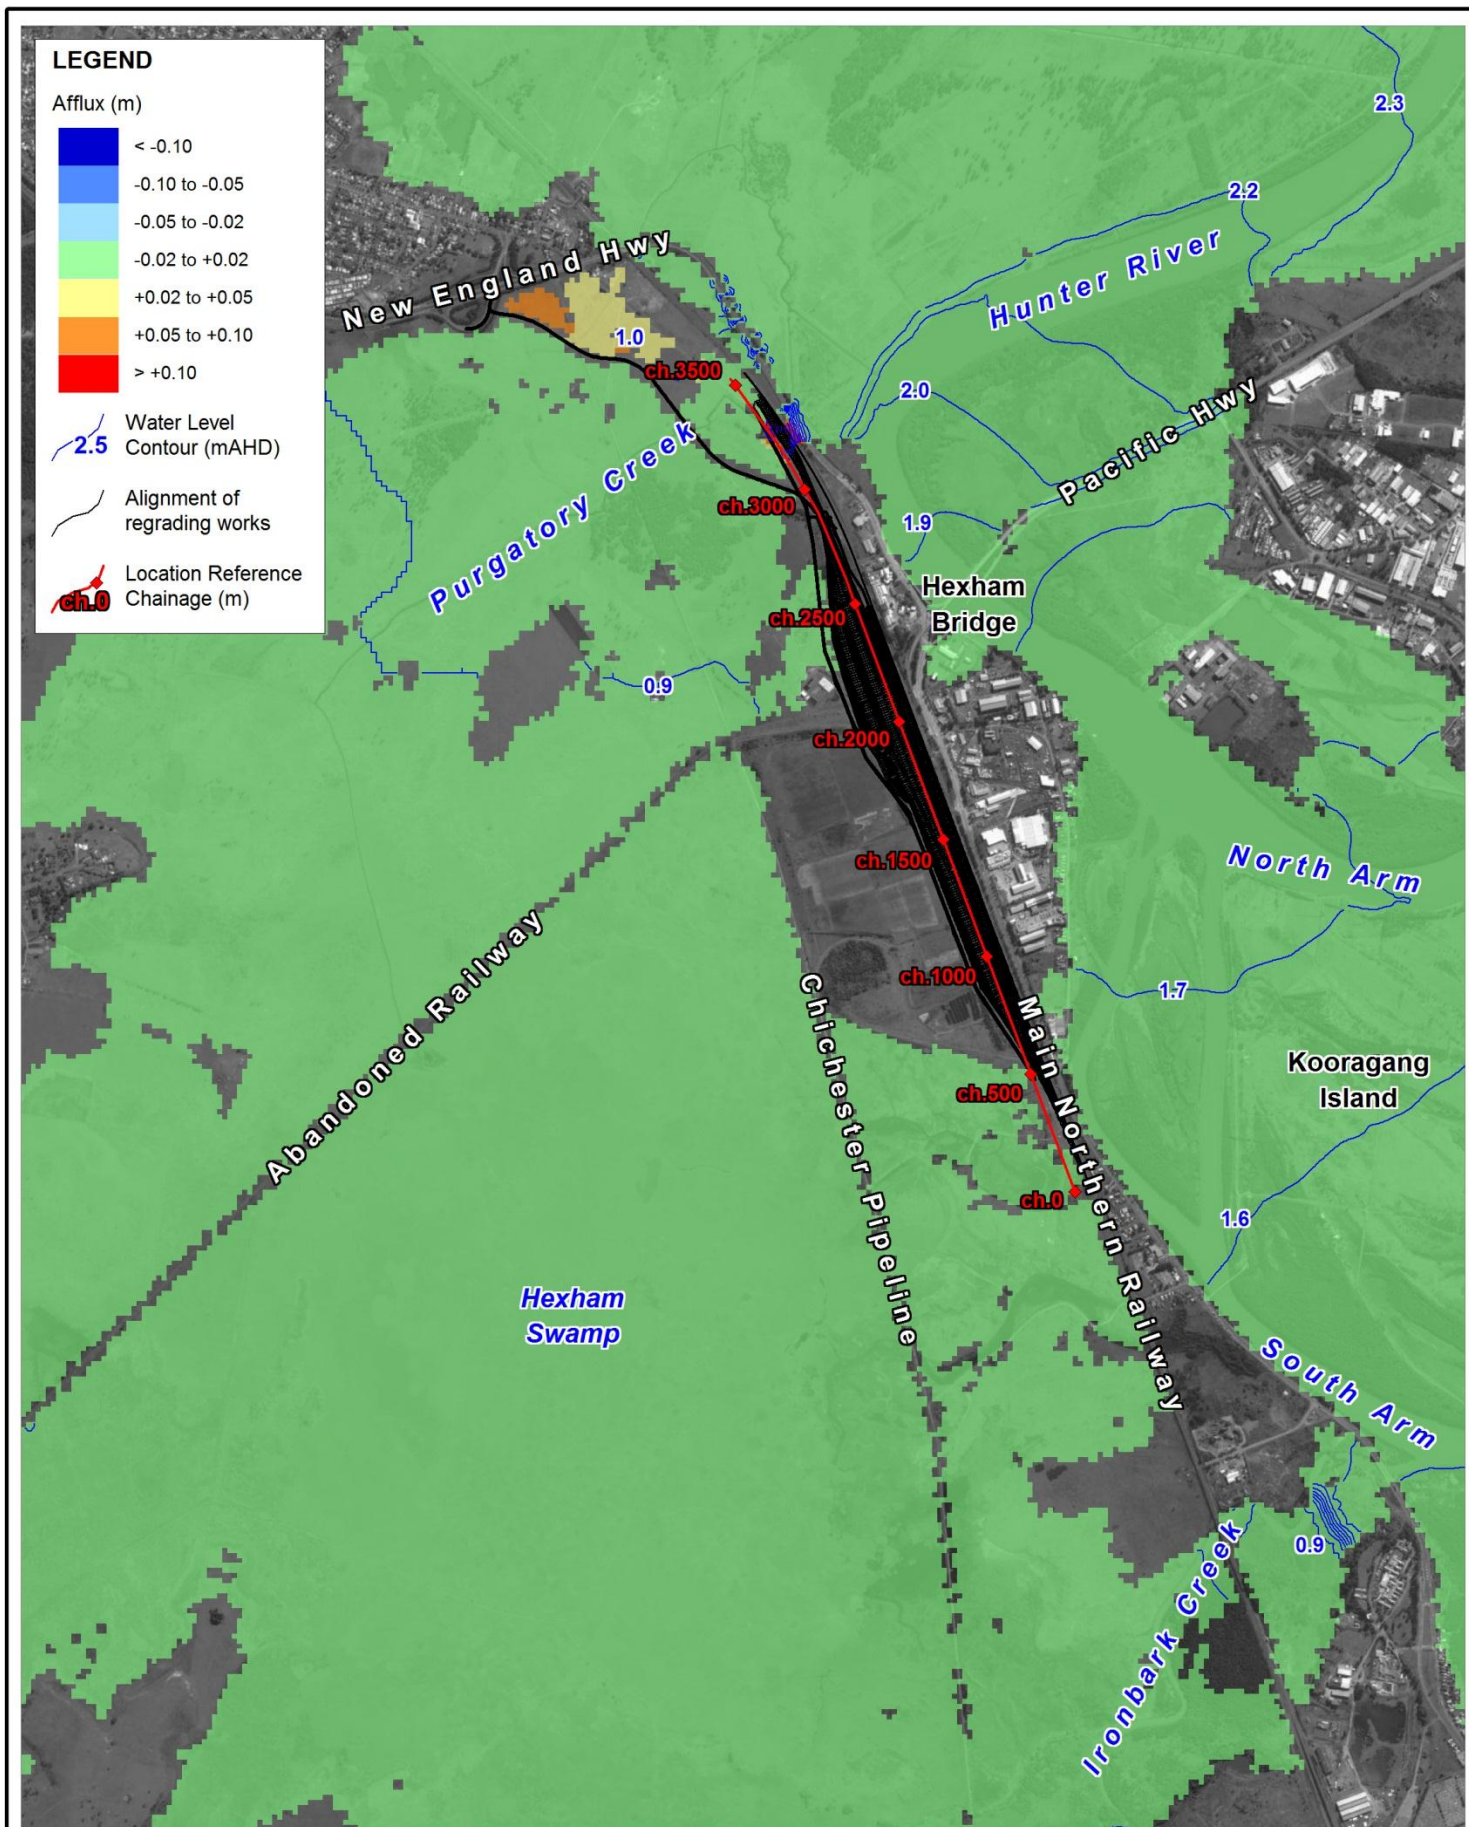 LEGEND
Afflux (m)
< -0.10
-0.10 to -0.05
-0.05 to -0.02
-0.02 to +0.02
+0.02 to +0.05
+0.05 to +0.10
> +0.10
2.5
Water Level
Contour (mAHD)
Alignment of
regrading works
ch.0
Location Reference
Chainage (m)
2.3
2.2
Hunter River
New England Hwy
1.0
ch.3500
2.0
Pacific Hwy
Purgatory Creek
ch.3000
1.9
Hexham
Bridge
ch.2500
0.9
ch.2000
ch.1500
North Arm
Abandoned Railway
ch.1000
1.7
Chichester Pipeline
Main Northern Railway
Kooragang
Island
ch.500
ch.0
1.6
Hexham
Swamp
South Arm
0.9
Ironbark Creek